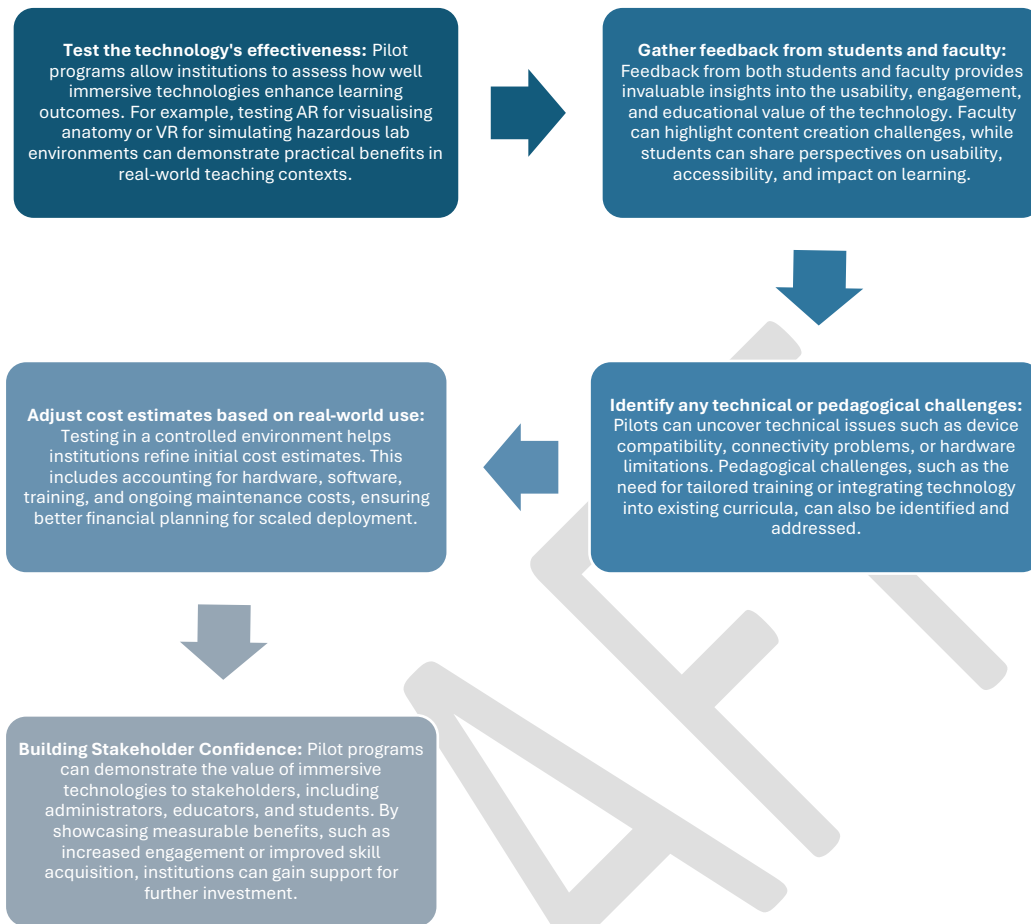 Test the technology's effectiveness: Pilot
programs allow institutions to assess how well
immersive technologies enhance learning
outcomes. For example, testing AR for visualising
anatomy or VR for simulating hazardous lab
environments can demonstrate practical benefits in
real-world teaching contexts.
Gather feedback from students and faculty:
Feedback from both students and faculty provides
invaluable insights into the usability, engagement,
and educational value of the technology. Faculty
can highlight content creation challenges, while
students can share perspectives on usability,
accessibility, and impact on learning.
Identify any technical or pedagogical challenges:
Pilots can uncover technical issues such as device
compatibility, connectivity problems, or hardware
limitations. Pedagogical challenges, such as the
need for tailored training or integrating technology
into existing curricula, can also be identified and
addressed.
Adjust cost estimates based on real-world use:
Testing in a controlled environment helps
institutions refine initial cost estimates. This
includes accounting for hardware, software,
training, and ongoing maintenance costs, ensuring
better financial planning for scaled deployment.
Building Stakeholder Confidence: Pilot programs
can demonstrate the value of immersive
technologies to stakeholders, including
administrators, educators, and students. By
showcasing measurable benefits, such as
increased engagement or improved skill
acquisition, institutions can gain support for
further investment.